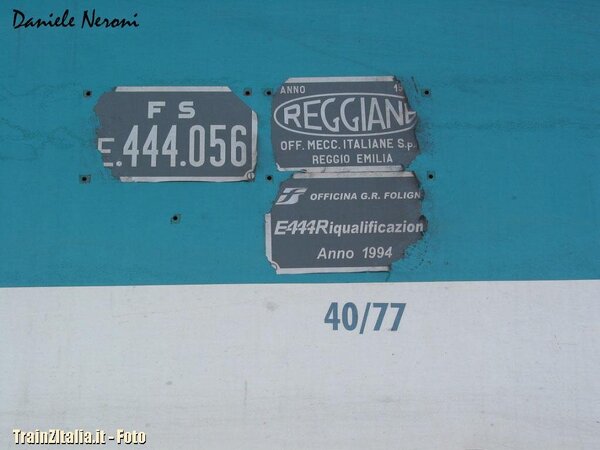 Daniele Neroni
F S
E.444.056
ANNO 19
REGGIANE
OFF. MECC. ITALIANE S.p.
REGGIO EMILIA
OFFICINA G.R. FOLIGN
E444Riqualificazion
Anno 1994
40/77
TrainZItalia.it - Foto